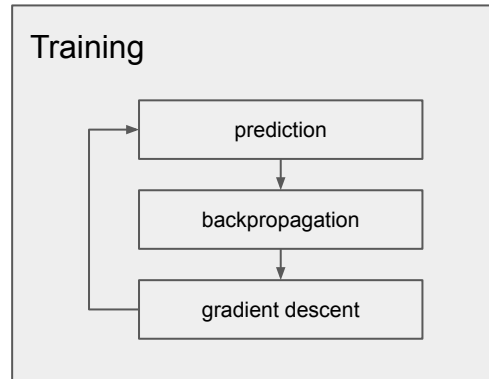 Training
prediction
backpropagation
gradient descent